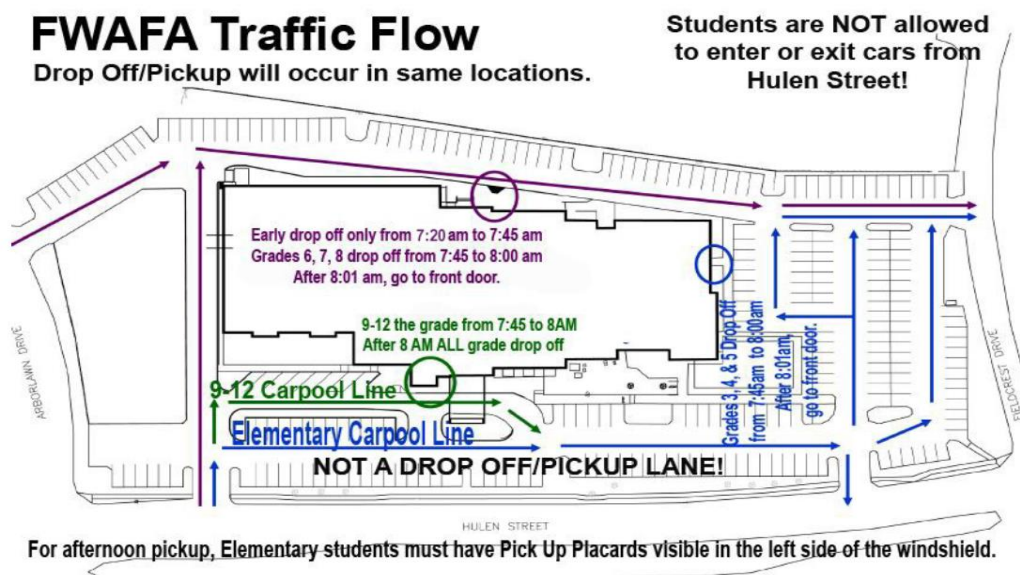 FWAFA Traffic Flow
Drop Off/Pickup will occur in same locations.
Students are NOT allowed
to enter or exit cars from
Hulen Street!
Early drop off only from 7:20 am to 7:45 am
Grades 6, 7, 8 drop off from 7:45 to 8:00 am
After 8:01 am, go to front door.
9-12 the grade from 7:45 to 8AM
After 8 AM ALL grade drop off
Grades 3, 4, & 5 Drop Off
from 7:45am to 8:00am
After 8:01am,
go to front door.
ARBORLAWN DRIVE
FIELDCREST DRIVE
9-12 Carpool Line
Elementary Carpool Line
NOT A DROP OFF/PICKUP LANE!
HULEN STREET
For afternoon pickup, Elementary students must have Pick Up Placards visible in the left side of the windshield.